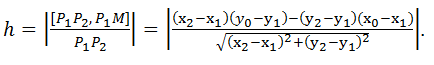 h = |[P₁P₂, P₁M] / P₁P₂| = |((x₂−x₁)(y₀−y₁)−(y₂−y₁)(x₀−x₁)) / √((x₂−x₁)²+(y₂−y₁)²)|.